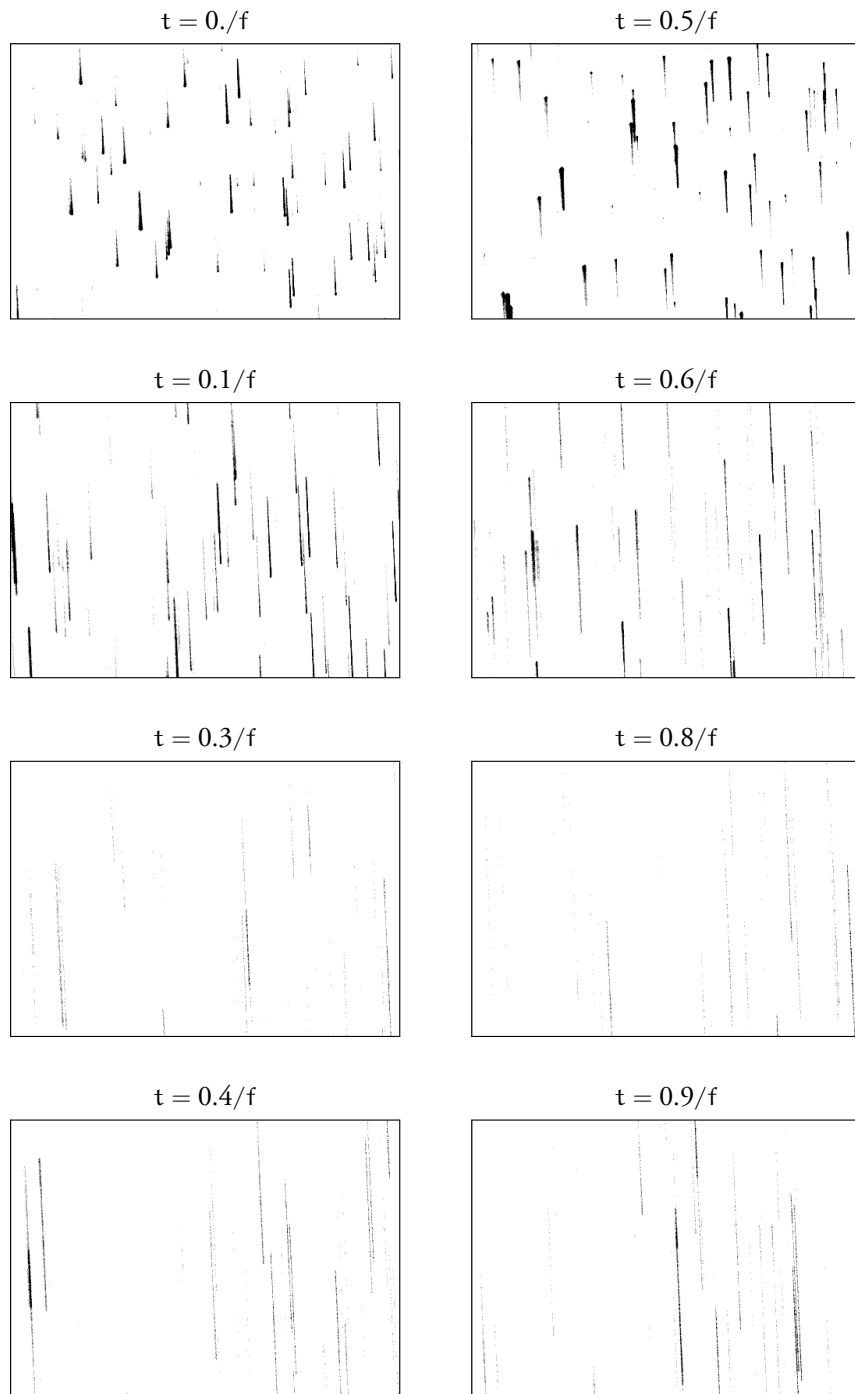 t = 0./f
t = 0.5/f
t = 0.1/f
t = 0.6/f
t = 0.3/f
t = 0.8/f
t = 0.4/f
t = 0.9/f